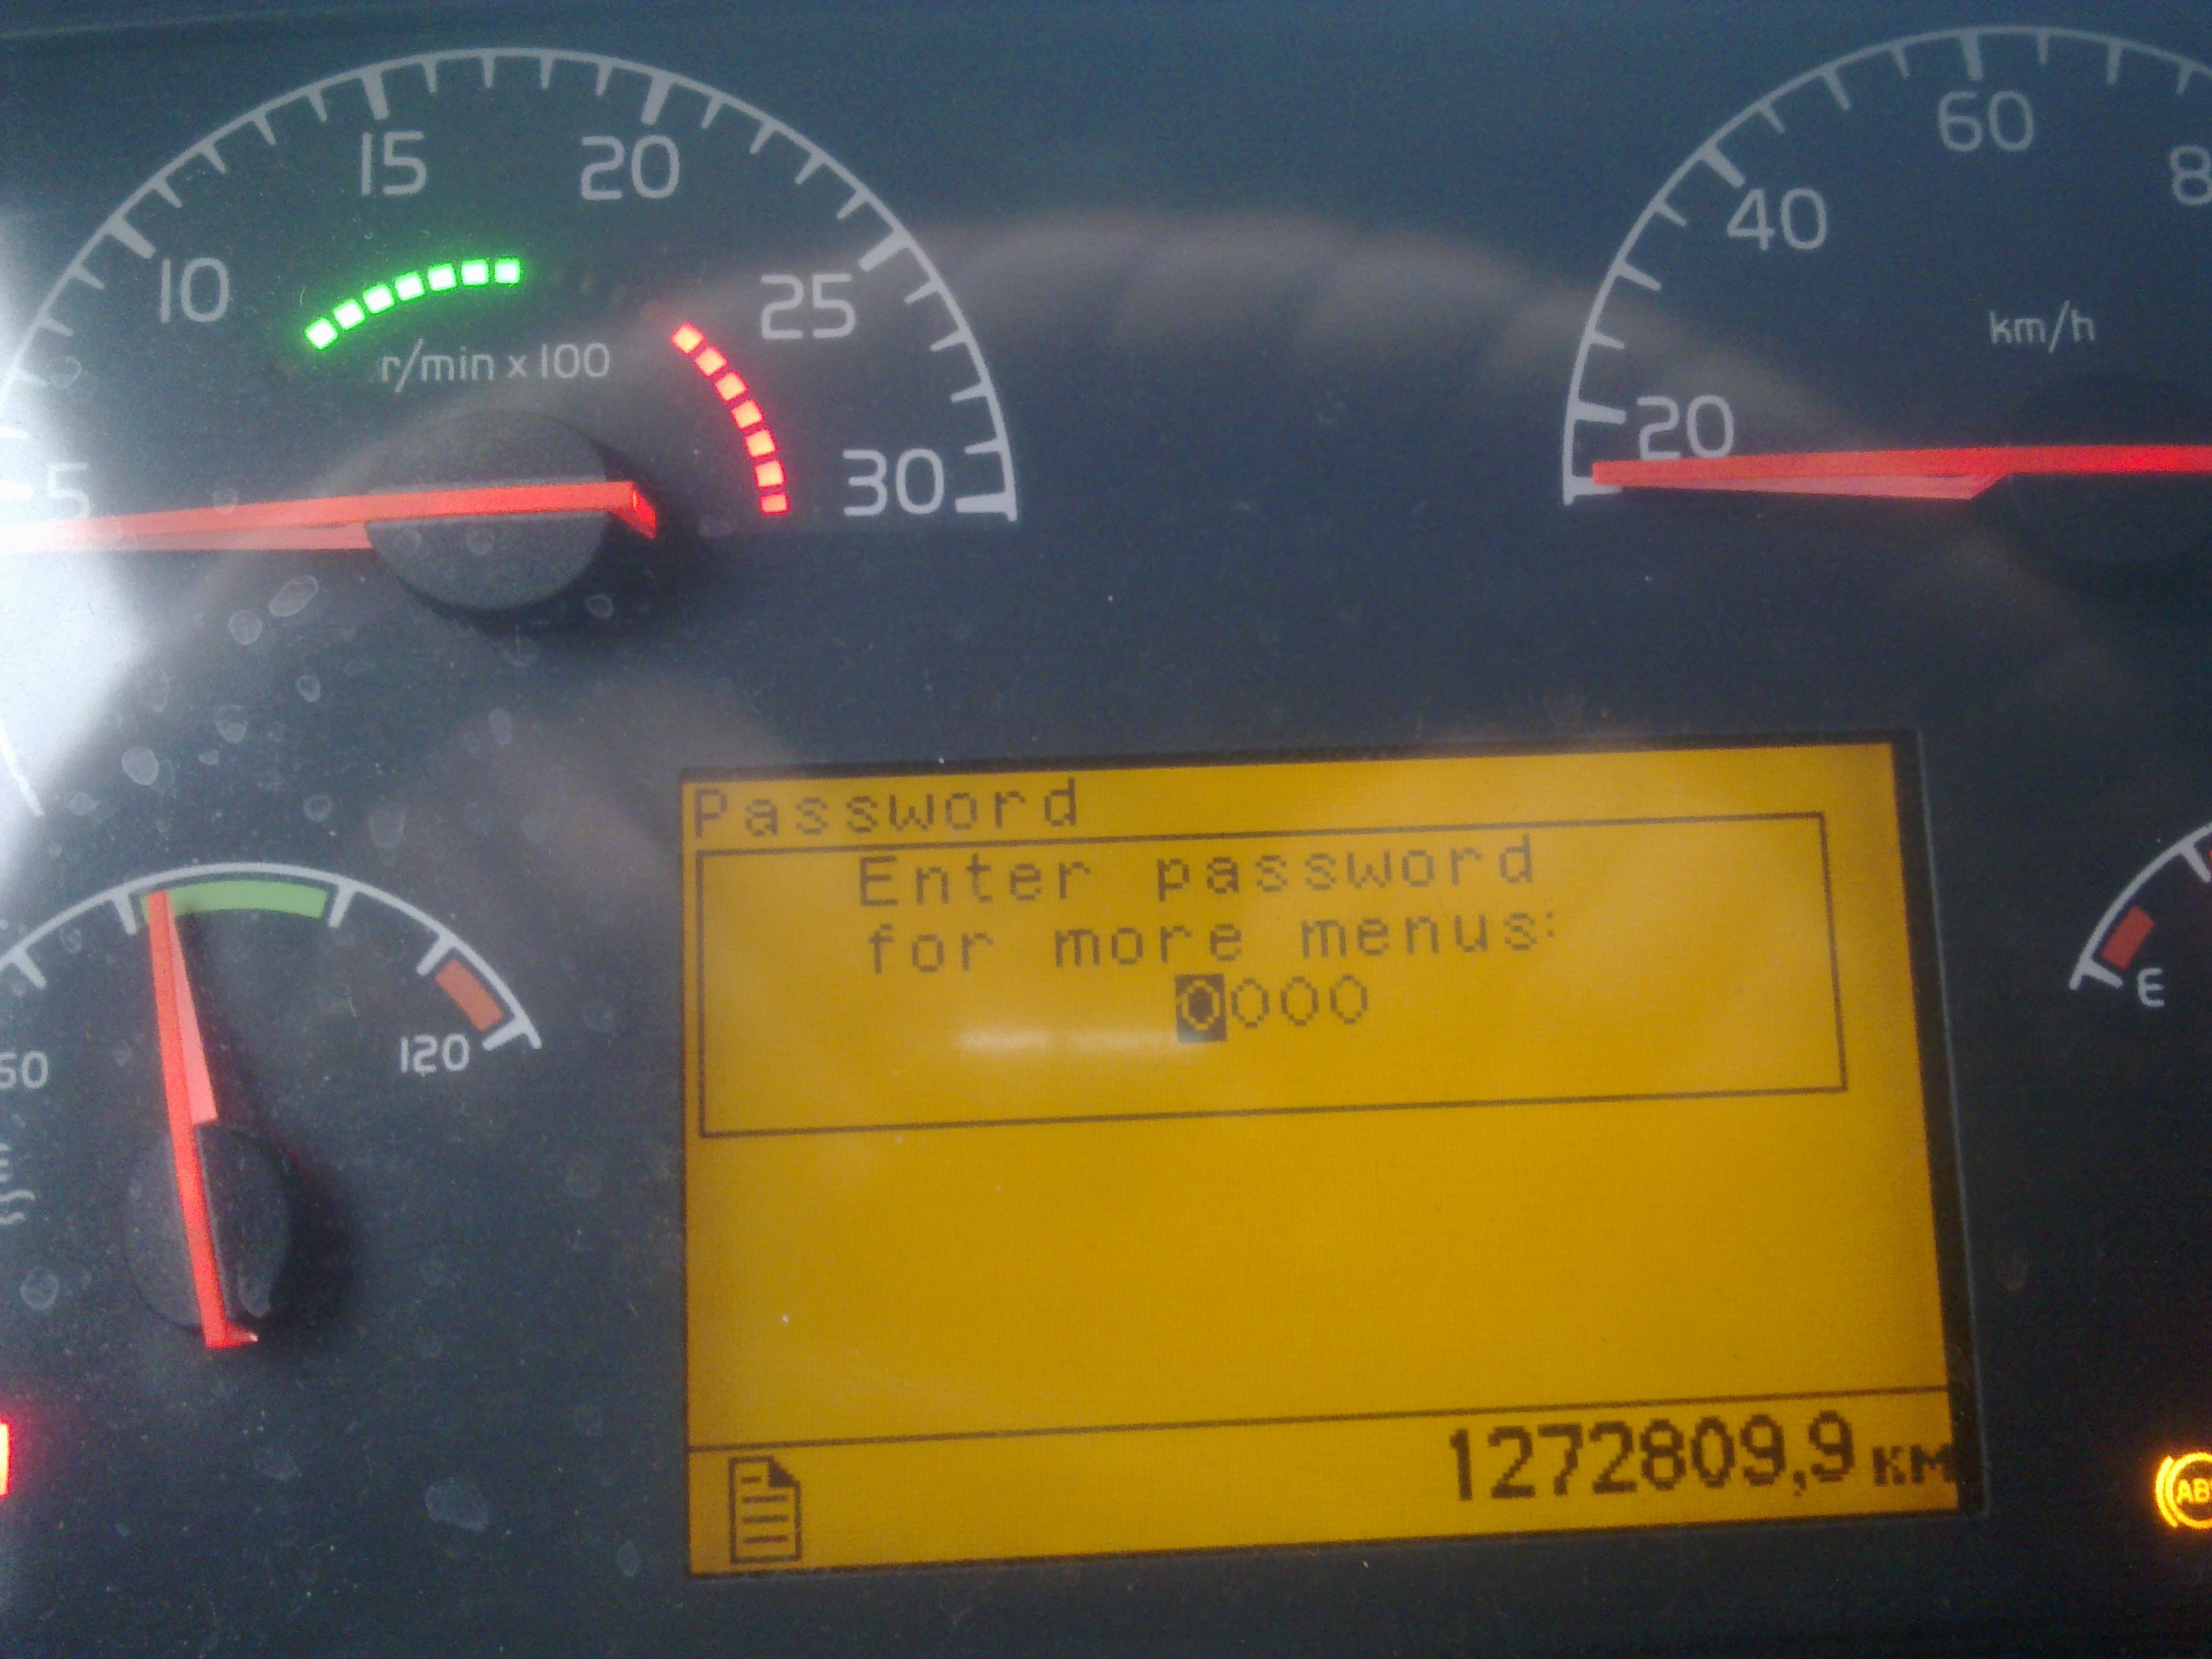 5
10
15
20
25
30
r/min x 100
20
40
60
km/h
120
E
Password
Enter password
for more menus:
0000
1272809,9 км